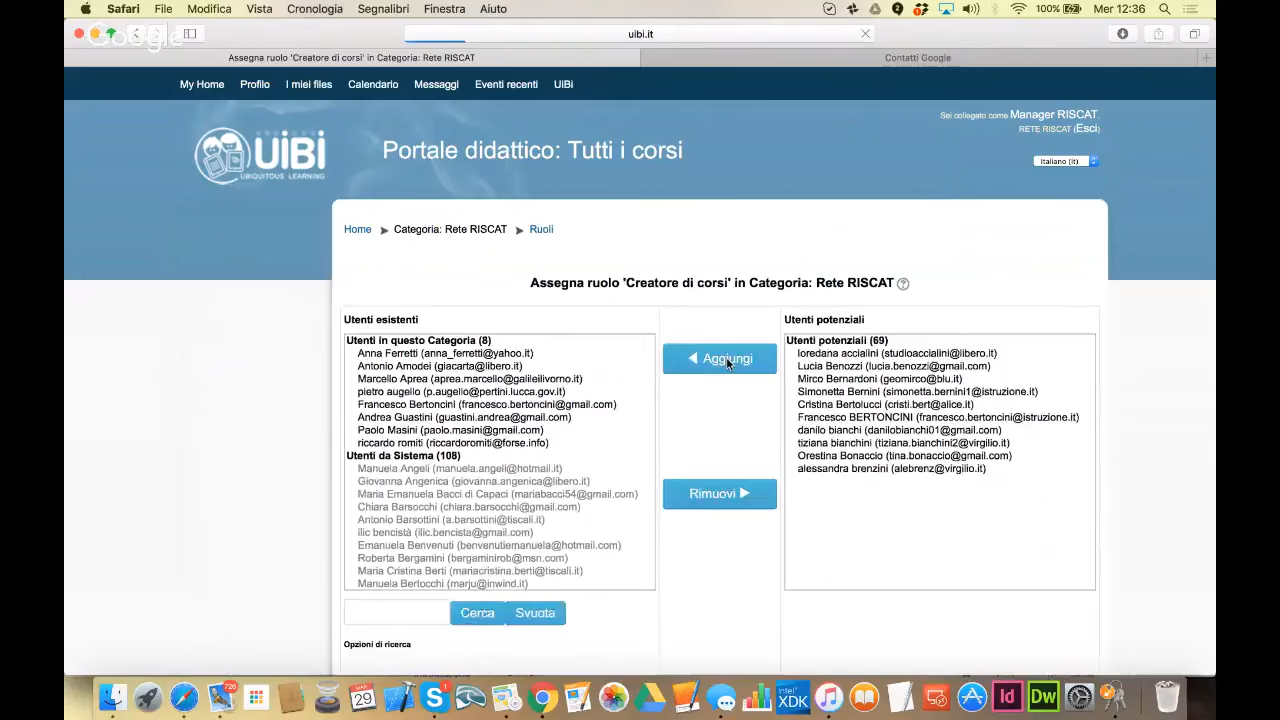 Safari File Modifica Vista Cronologia Segnalibri Finestra Aiuto 100% Mer 12:36
Google
uibi.it
Assegna ruolo 'Creatore di corsi' in Categoria: Rete RISCAT Contatti Google
My Home Profilo I miei files Calendario Messaggi Eventi recenti UiBi
Sei collegato come Manager RISCAT.
RETE RISCAT (Esci)
UiBi
UBIQUITOUS LEARNING
Portale didattico: Tutti i corsi
Italiano (it)
Home Categoria: Rete RISCAT Ruoli
Assegna ruolo 'Creatore di corsi' in Categoria: Rete RISCAT
Utenti esistenti
Utenti in questo Categoria (8)
Anna Ferretti (anna_ferretti@yahoo.it)
Antonio Amodei (giacarta@libero.it)
Marcello Aprea (aprea.marcello@galileilivorno.it)
pietro augello (p.augello@pertini.lucca.gov.it)
Francesco Bertoncini (francesco.bertoncini@gmail.com)
Andrea Guastini (guastini.andrea@gmail.com)
Paolo Masini (paolo.masini@gmail.com)
riccardo romiti (riccardoromiti@forse.info)
Utenti da Sistema (108)
Manuela Angeli (manuela.angeli@hotmail.it)
Giovanna Angenica (giovanna.angenica@libero.it)
Maria Emanuela Bacci di Capaci (mariabacci54@gmail.com)
Chiara Barsocchi (chiara.barsocchi@gmail.com)
Antonio Barsottini (a.barsottini@tiscali.it)
ilic bencistà (ilic.bencista@gmail.com)
Emanuela Benvenuti (benvenutiemanuela@hotmail.com)
Roberta Bergamini (bergaminirob@msn.com)
Maria Cristina Berti (mariacristina.berti@tiscali.it)
Manuela Bertocchi (marju@inwind.it)
Aggiungi
Rimuovi
Utenti potenziali
Utenti potenziali (69)
loredana accialini (studioaccialini@libero.it)
Lucia Benozzi (lucia.benozzi@gmail.com)
Mirco Bernardoni (geomirco@blu.it)
Simonetta Bernini (simonetta.bernini1@istruzione.it)
Cristina Bertolucci (cristi.bert@alice.it)
Francesco BERTONCINI (francesco.bertoncini@istruzione.it)
danilo bianchi (danilobianchi01@gmail.com)
tiziana bianchini (tiziana.bianchini2@virgilio.it)
Orestina Bonaccio (tina.bonaccio@gmail.com)
alessandra brenzini (alebrenz@virgilio.it)
Cerca Svuota
Opzioni di ricerca
726
29
Intel
XDK
Id
Dw